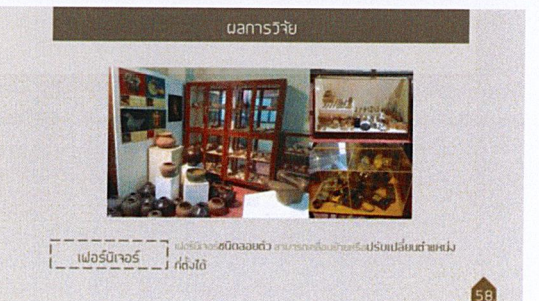 ผลการวิจัย
เฟอร์นิเจอร์
เฟอร์นิเจอร์ชนิดลอยตัว สามารถเคลื่อนย้ายหรือปรับเปลี่ยนตำแหน่ง
ที่ตั้งได้
58